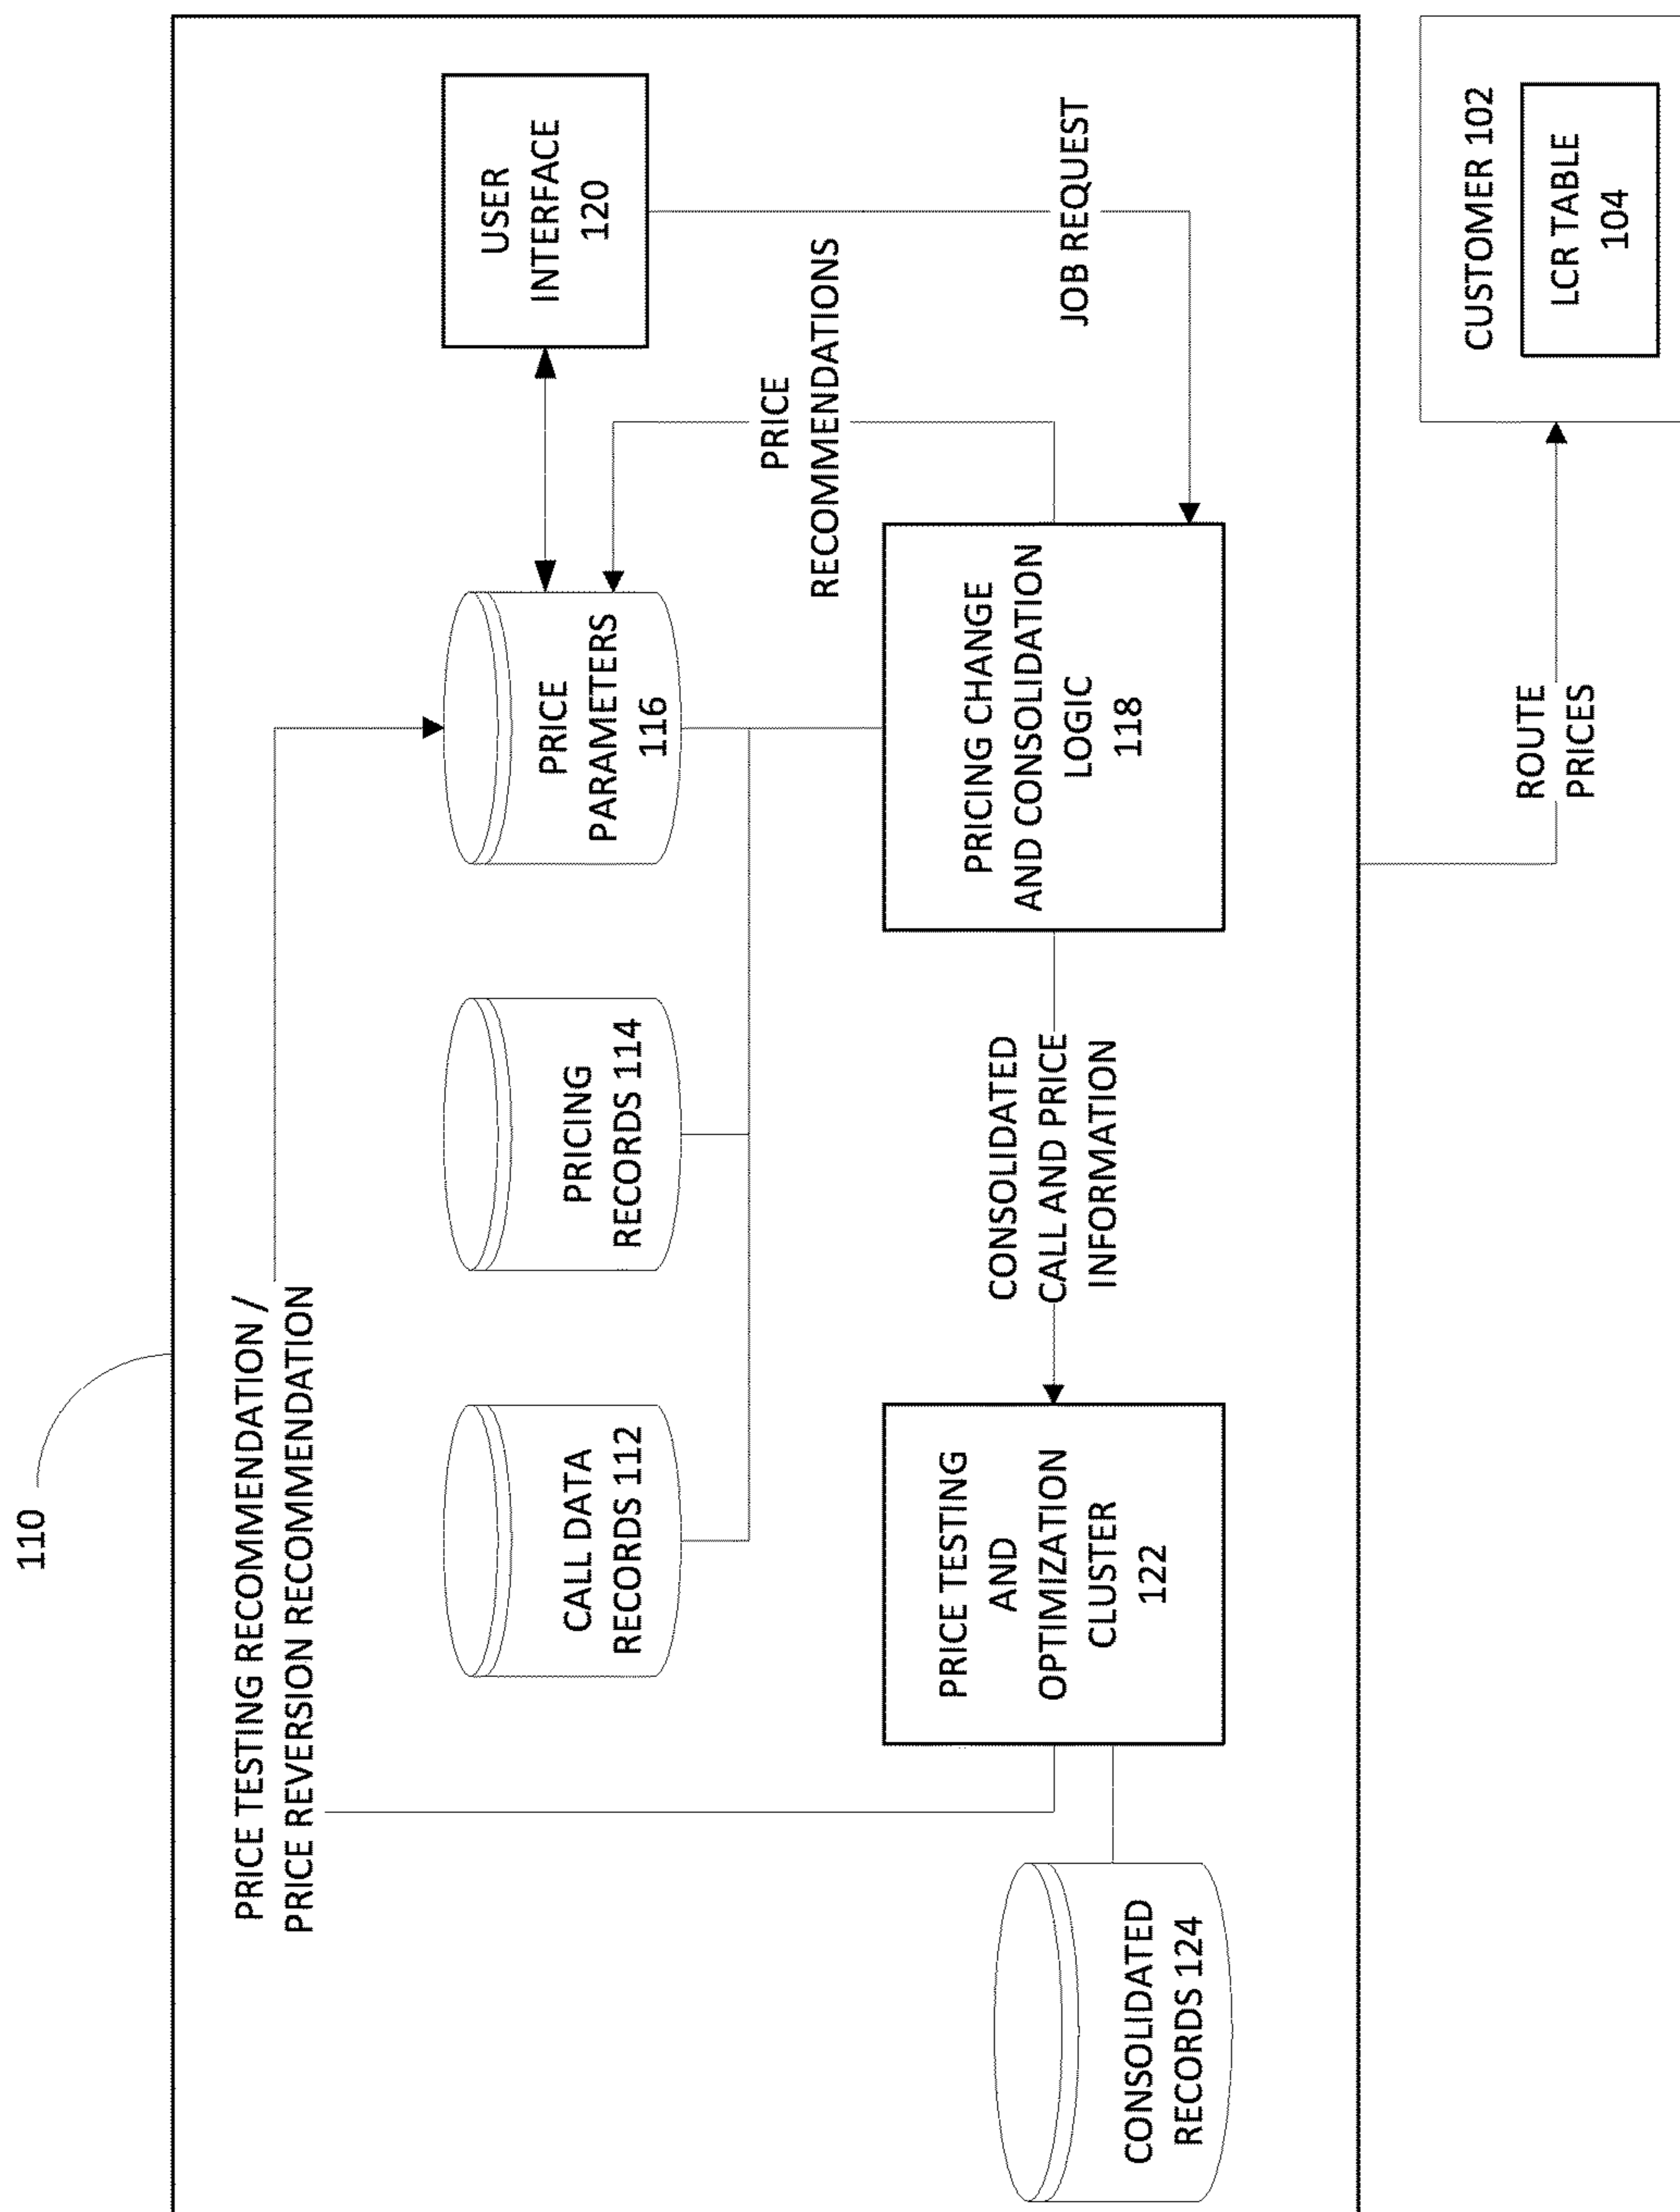 110
PRICE TESTING RECOMMENDATION /
PRICE REVERSION RECOMMENDATION
CALL DATA
RECORDS 112
PRICING
RECORDS 114
PRICE
PARAMETERS
116
USER
INTERFACE
120
PRICE
RECOMMENDATIONS
JOB REQUEST
CONSOLIDATED
RECORDS 124
PRICE TESTING
AND
OPTIMIZATION
CLUSTER
122
CONSOLIDATED
CALL AND PRICE
INFORMATION
PRICING CHANGE
AND CONSOLIDATION
LOGIC
118
ROUTE
PRICES
CUSTOMER 102
LCR TABLE
104